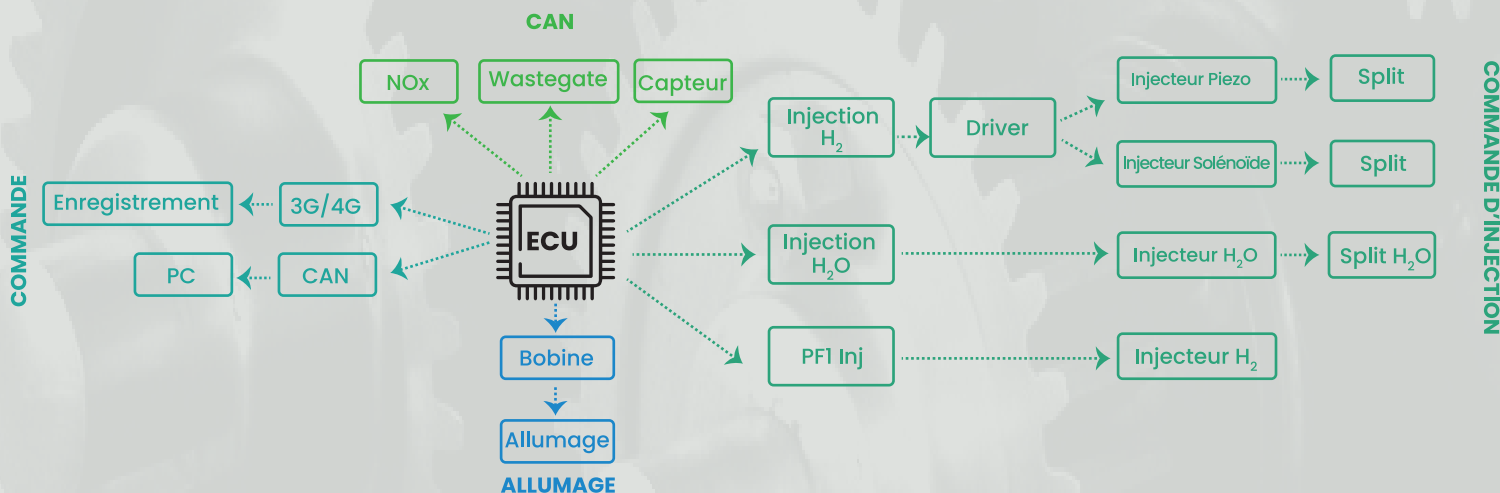 CAN
NOx
Wastegate
Capteur
COMMANDE
Enregistrement
3G/4G
PC
CAN
ECU
Bobine
Allumage
ALLUMAGE
Injection
H₂
Driver
Injecteur Piezo
Split
Injecteur Solénoïde
Split
Injection
H₂O
Injecteur H₂O
Split H₂O
PF1 Inj
Injecteur H₂
COMMANDE D'INJECTION